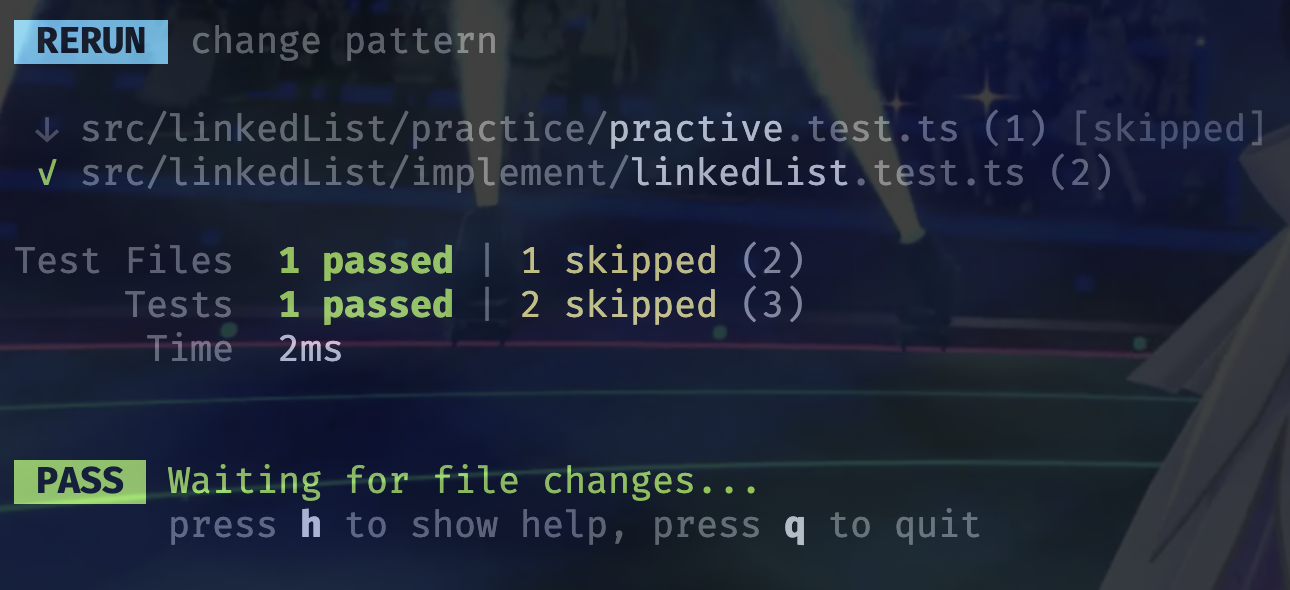 RERUN change pattern
↓ src/linkedList/practice/practive.test.ts (1) [skipped]
√ src/linkedList/implement/linkedList.test.ts (2)
Test Files 1 passed | 1 skipped (2)
Tests 1 passed | 2 skipped (3)
Time 2ms
PASS Waiting for file changes...
press h to show help, press q to quit